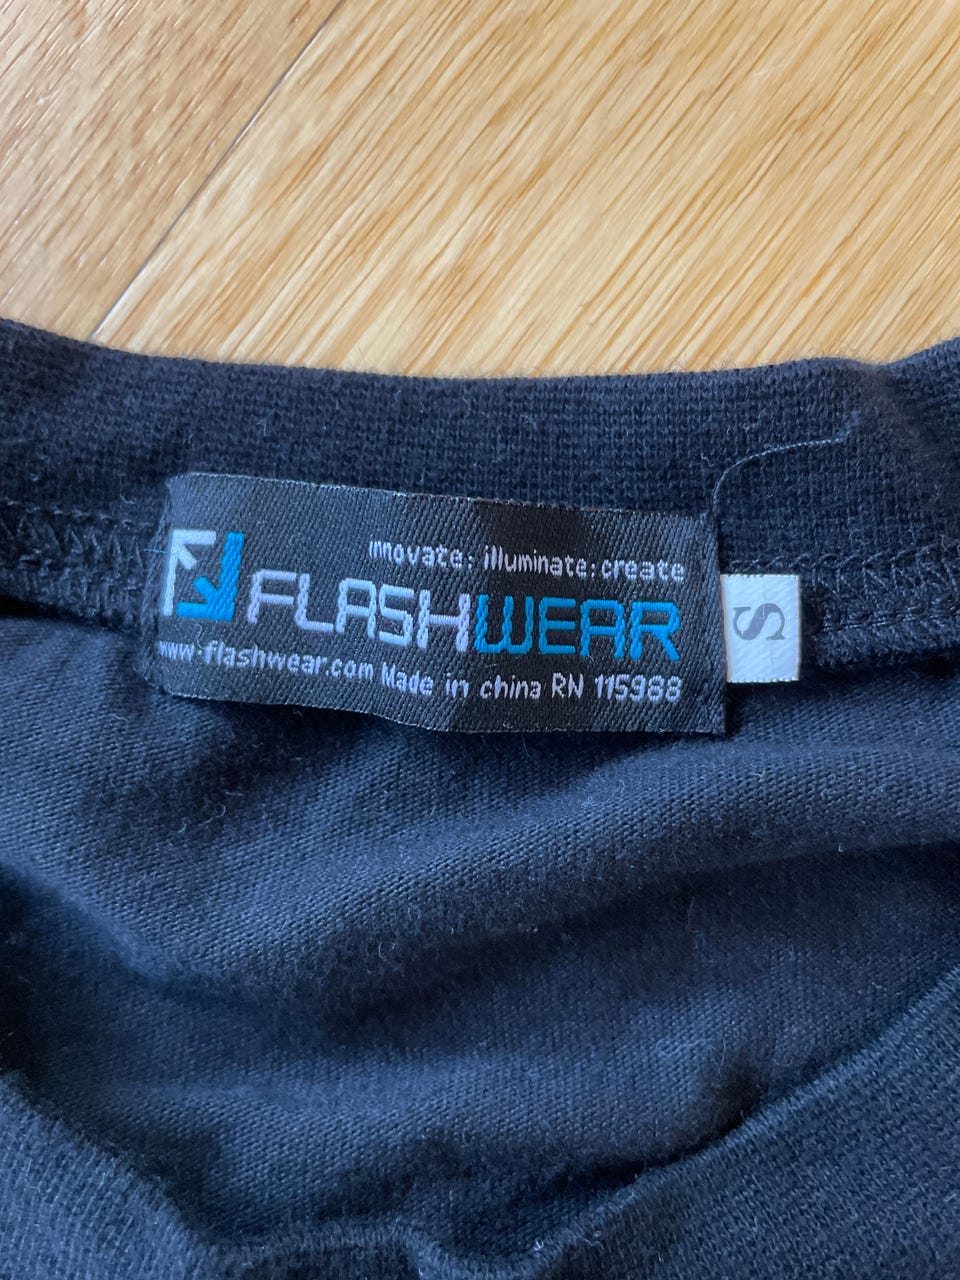 innovate: illuminate: create
FLASHWEAR
www.flashwear.com Made in china RN 115988
S